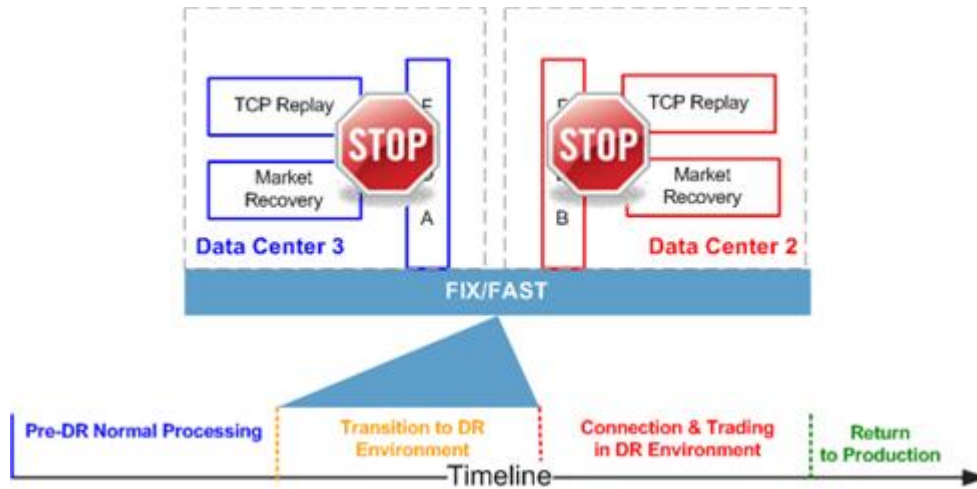 TCP Replay
STOP
Market
Recovery
A
Data Center 3
TCP Replay
STOP
Market
Recovery
B
Data Center 2
FIX/FAST
Pre-DR Normal Processing
Transition to DR
Environment
Connection & Trading
in DR Environment
Return
to Production
Timeline